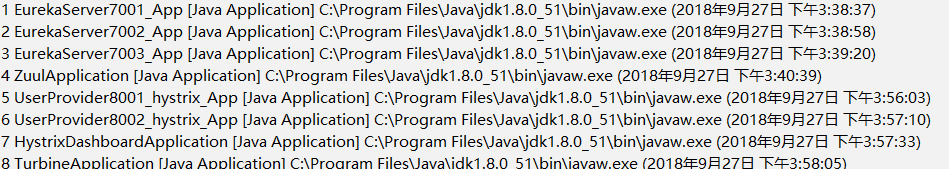 1 EurekaServer7001_App [Java Application] C:\Program Files\Java\jdk1.8.0_51\bin\javaw.exe (2018年9月27日 下午3:38:37)
2 EurekaServer7002_App [Java Application] C:\Program Files\Java\jdk1.8.0_51\bin\javaw.exe (2018年9月27日 下午3:38:58)
3 EurekaServer7003_App [Java Application] C:\Program Files\Java\jdk1.8.0_51\bin\javaw.exe (2018年9月27日 下午3:39:20)
4 ZuulApplication [Java Application] C:\Program Files\Java\jdk1.8.0_51\bin\javaw.exe (2018年9月27日 下午3:40:39)
5 UserProvider8001_hystrix_App [Java Application] C:\Program Files\Java\jdk1.8.0_51\bin\javaw.exe (2018年9月27日 下午3:56:03)
6 UserProvider8002_hystrix_App [Java Application] C:\Program Files\Java\jdk1.8.0_51\bin\javaw.exe (2018年9月27日 下午3:57:10)
7 HystrixDashboardApplication [Java Application] C:\Program Files\Java\jdk1.8.0_51\bin\javaw.exe (2018年9月27日 下午3:57:33)
8 TurbineApplication [Java Application] C:\Program Files\Java\jdk1.8.0_51\bin\javaw.exe (2018年9月27日 下午3:58:05)